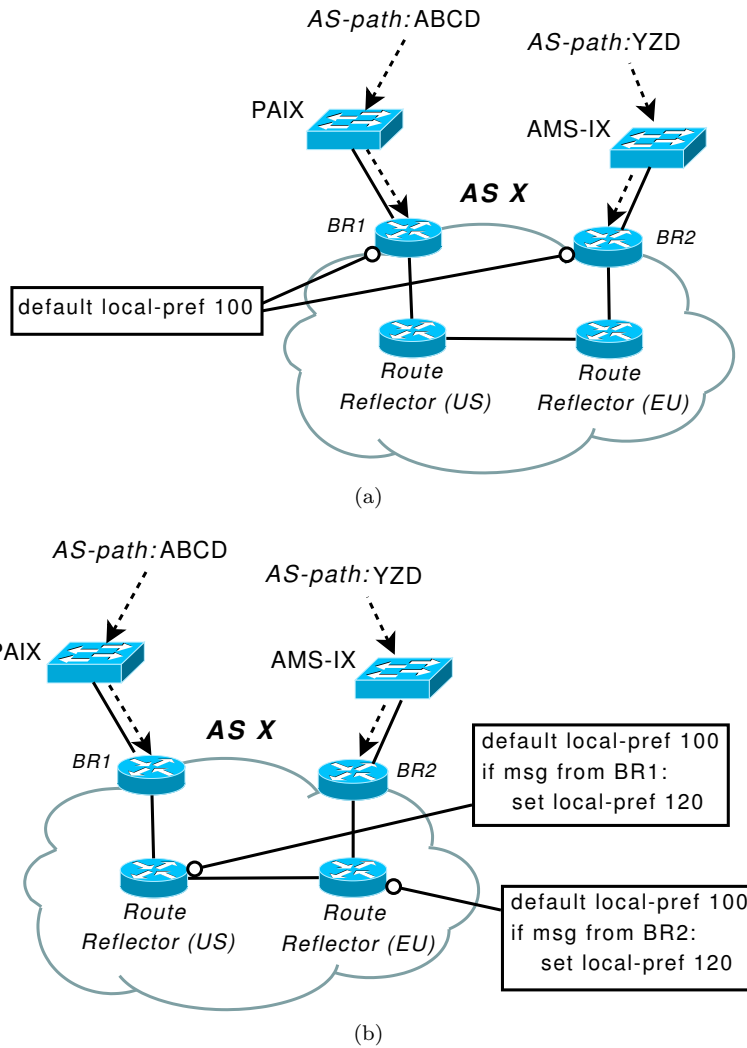 AS-path:ABCD
AS-path:YZD
PAIX
AMS-IX
AS X
BR1
BR2
default local-pref 100
Route
Reflector (US)
Route
Reflector (EU)
(a)
AS-path:ABCD
AS-path:YZD
PAIX
AMS-IX
AS X
BR1
BR2
default local-pref 100
if msg from BR1:
set local-pref 120
Route
Reflector (US)
Route
Reflector (EU)
default local-pref 100
if msg from BR2:
set local-pref 120
(b)